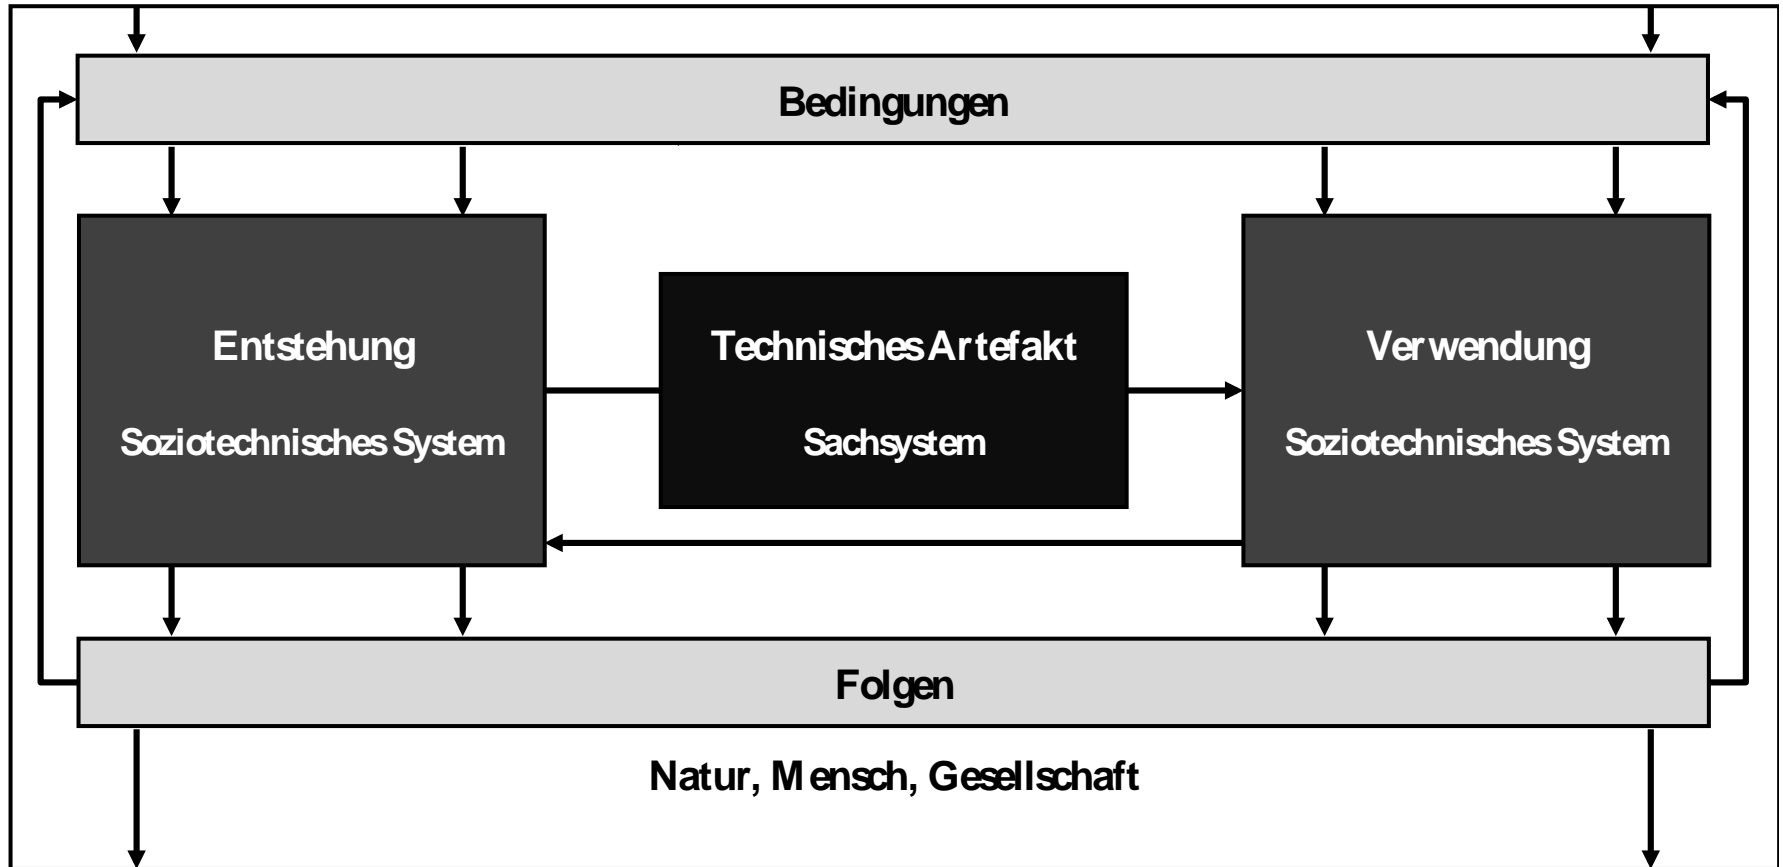 Bedingungen
Entstehung
Soziotechnisches System
Technisches Artefakt
Sachsystem
Verwendung
Soziotechnisches System
Folgen
Natur, Mensch, Gesellschaft